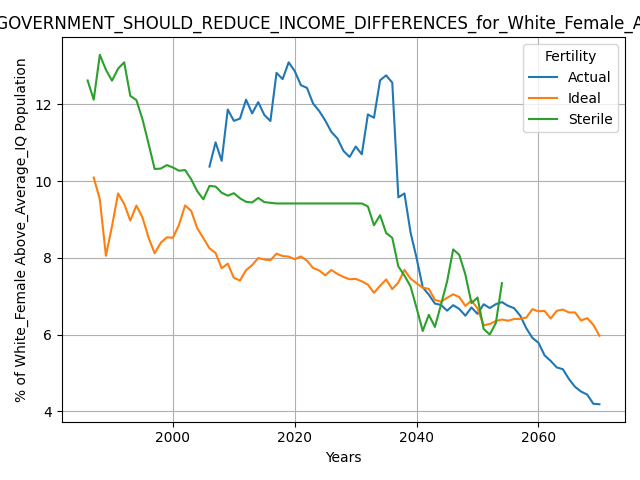 GOVERNMENT_SHOULD_REDUCE_INCOME_DIFFERENCES_for_White_Female_A
Fertility
Actual
Ideal
Sterile
% of White_Female Above_Average_IQ Population
12
10
8
6
4
2000 2020 2040 2060
Years